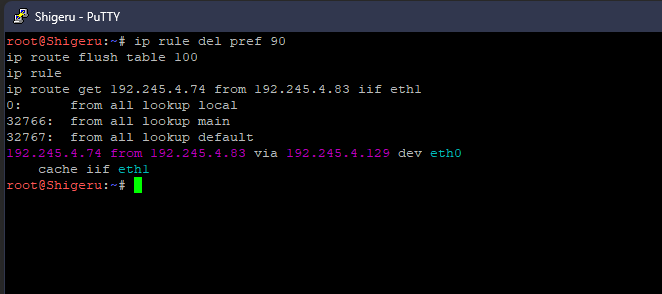 Shigeru - PuTTY
root@Shigeru:~# ip rule del pref 90
ip route flush table 100
ip rule
ip route get 192.245.4.74 from 192.245.4.83 iif eth1
0:      from all lookup local
32766:  from all lookup main
32767:  from all lookup default
192.245.4.74 from 192.245.4.83 via 192.245.4.129 dev eth0
    cache iif eth1
root@Shigeru:~#